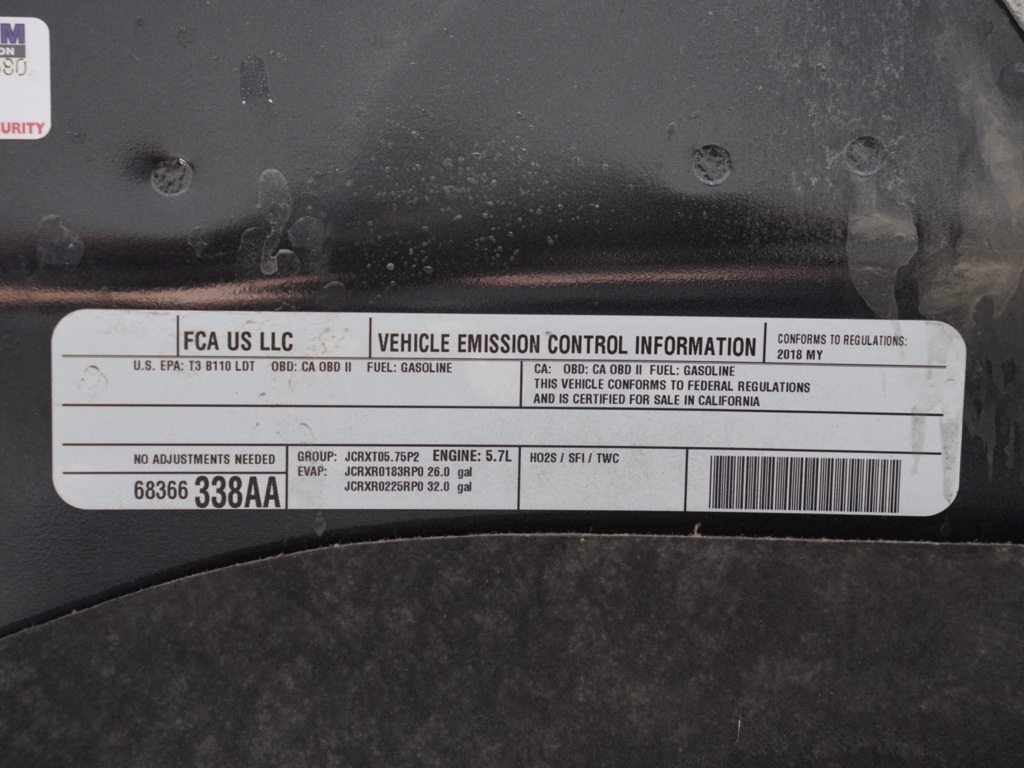 M
ON
URITY
FCA US LLC
VEHICLE EMISSION CONTROL INFORMATION
CONFORMS TO REGULATIONS:
2018 MY
U.S. EPA: T3 B110 LDT OBD: CA OBD II FUEL: GASOLINE
CA: OBD: CA OBD II FUEL: GASOLINE
THIS VEHICLE CONFORMS TO FEDERAL REGULATIONS
AND IS CERTIFIED FOR SALE IN CALIFORNIA
NO ADJUSTMENTS NEEDED
68366 338AA
GROUP: JCRXT05.75P2 ENGINE: 5.7L
EVAP: JCRXR0183RP0 26.0 gal
JCRXR0225RP0 32.0 gal
HO2S / SFI / TWC